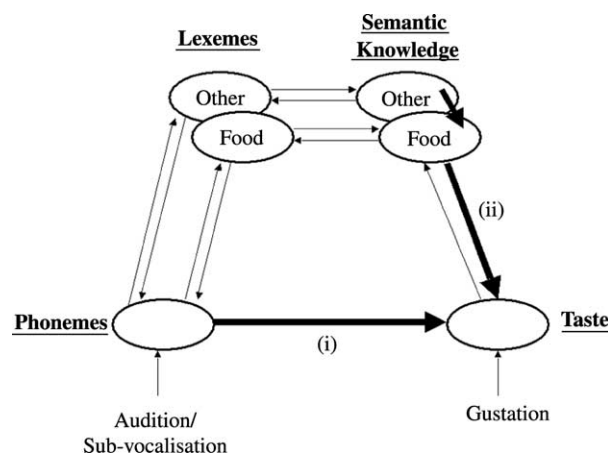 Lexemes
Semantic
Knowledge
Other
Other
Food
Food
(ii)
Phonemes
(i)
Taste
Audition/
Sub-vocalisation
Gustation